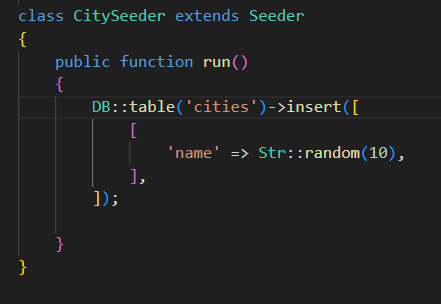 class CitySeeder extends Seeder
{
    public function run()
    {
        DB::table('cities')->insert([
            [
                'name' => Str::random(10),
            ],
        ]);

    }
}